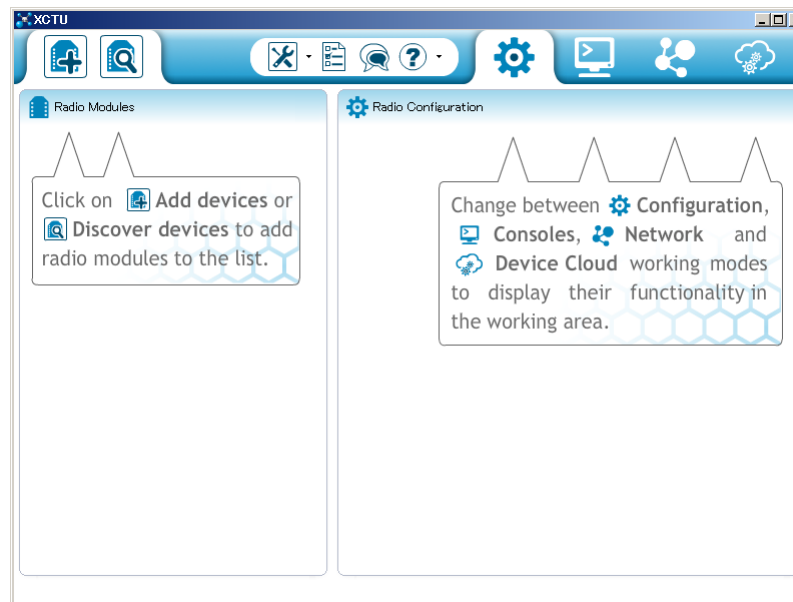 XCTU
Radio Modules
Radio Configuration
Click on Add devices or
Discover devices to add
radio modules to the list.
Change between Configuration,
Consoles, Network and
Device Cloud working modes
to display their functionality in
the working area.